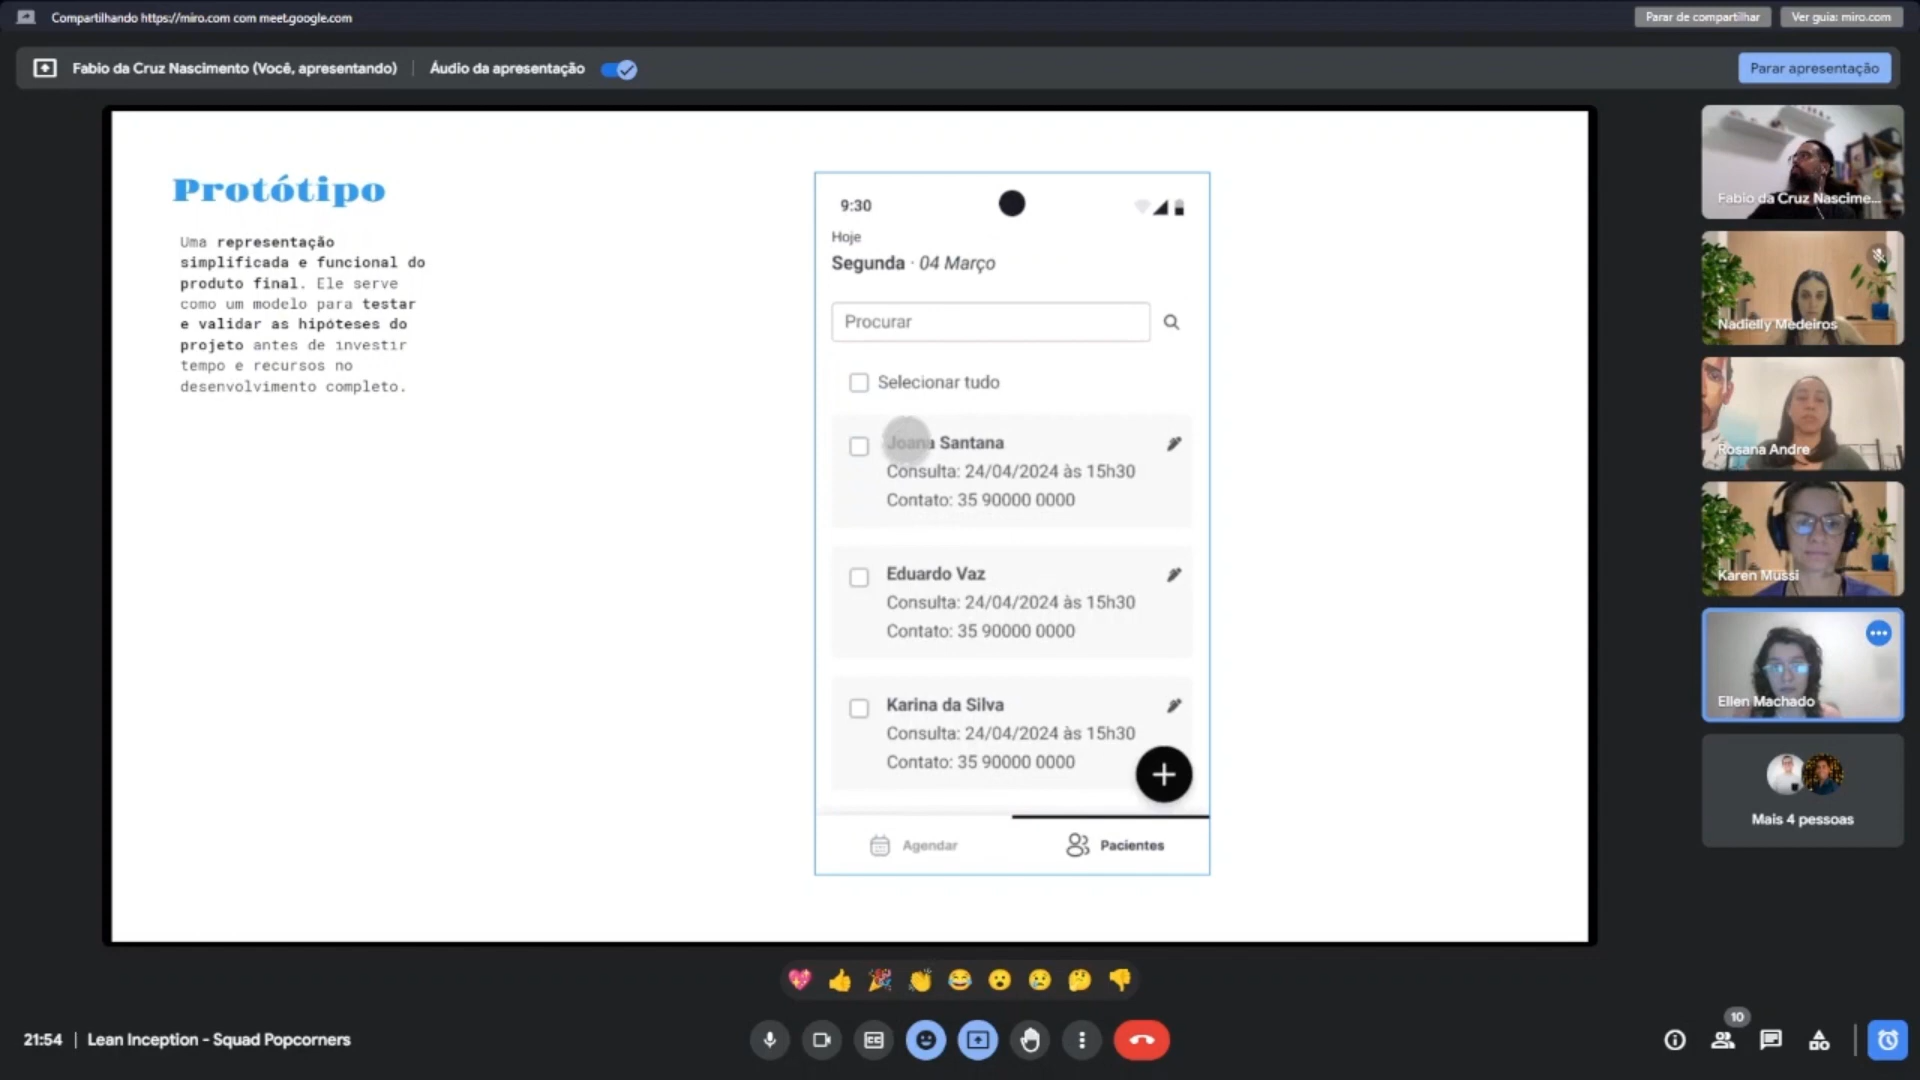 Compartilhando https://miro.com com meet.google.com
Parar de compartilhar
Ver guia: miro.com
Fabio da Cruz Nascimento (Você, apresentando)
Áudio da apresentação
Parar apresentação
Protótipo
Uma representação
simplificada e funcional do
produto final. Ele serve
como um modelo para testar
e validar as hipóteses do
projeto antes de investir
tempo e recursos no
desenvolvimento completo.
9:30
Hoje
Segunda · 04 Março
Procurar
Selecionar tudo
Joana Santana
Consulta: 24/04/2024 às 15h30
Contato: 35 90000 0000
Eduardo Vaz
Consulta: 24/04/2024 às 15h30
Contato: 35 90000 0000
Karina da Silva
Consulta: 24/04/2024 às 15h30
Contato: 35 90000 0000
Agendar
Pacientes
Fabio da Cruz Nascime...
Nadielly Medeiros
Rosana Andre
Karen Mussi
Ellen Machado
Mais 4 pessoas
21:54 | Lean Inception - Squad Popcorners
10